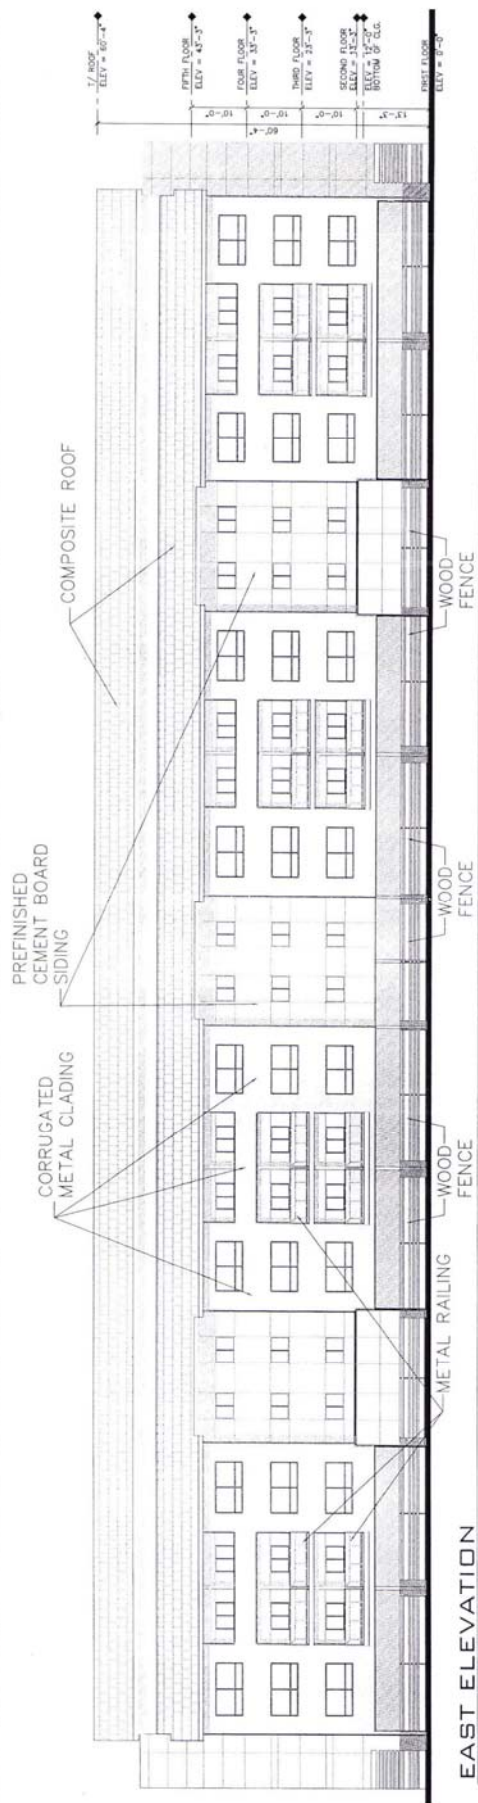 CORRUGATED
METAL CLADING
PREFINISHED
CEMENT BOARD
SIDING
COMPOSITE ROOF
T/ ROOF
ELEV = 60'-4"
FIFTH FLOOR
ELEV = 43'-3"
FOUR FLOOR
ELEV = 33'-3"
THIRD FLOOR
ELEV = 23'-3"
SECOND FLOOR
ELEV = 13'-3"
ELEV = 12'-0"
BOTTOM OF CLG.
FIRST FLOOR
ELEV = 0'-0"
10'-0"
10'-0"
10'-0"
13'-3"
60'-4"
METAL RAILING
WOOD
FENCE
WOOD
FENCE
WOOD
FENCE
EAST ELEVATION